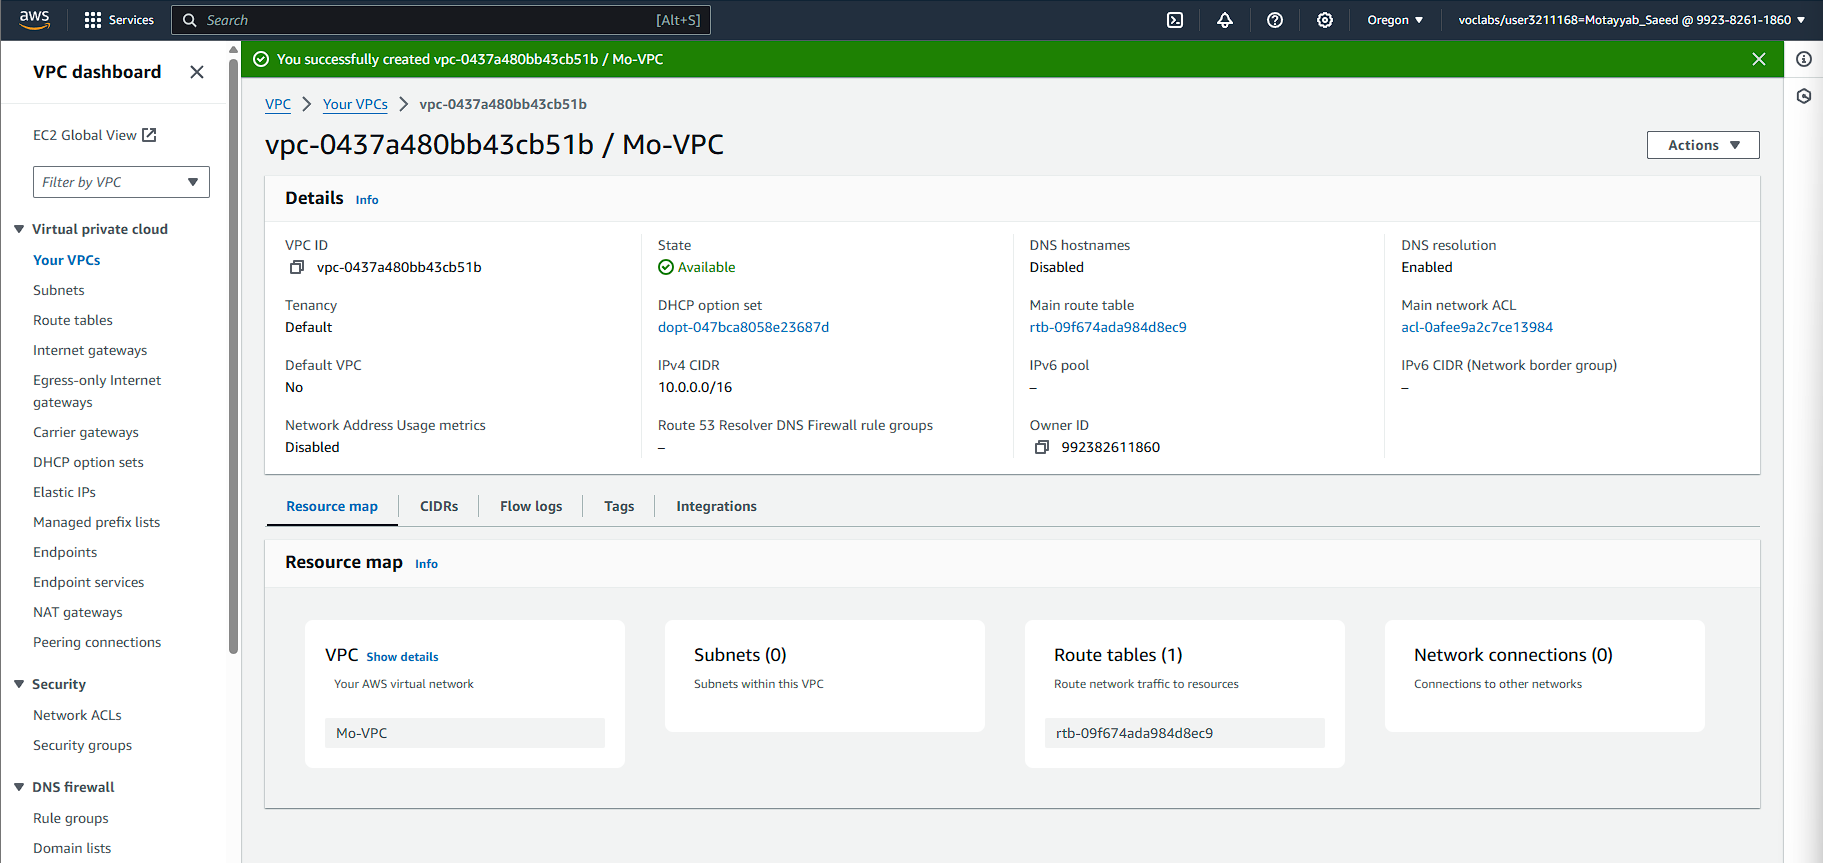 aws
Services
Search
[Alt+S]
Oregon
voclabs/user3211168=Motayyab_Saeed @ 9923-8261-1860
VPC dashboard
EC2 Global View
Filter by VPC
Virtual private cloud
Your VPCs
Subnets
Route tables
Internet gateways
Egress-only Internet
gateways
Carrier gateways
DHCP option sets
Elastic IPs
Managed prefix lists
Endpoints
Endpoint services
NAT gateways
Peering connections
Security
Network ACLs
Security groups
DNS firewall
Rule groups
Domain lists
You successfully created vpc-0437a480bb43cb51b / Mo-VPC
VPC > Your VPCs > vpc-0437a480bb43cb51b
vpc-0437a480bb43cb51b / Mo-VPC
Actions
Details Info
VPC ID
vpc-0437a480bb43cb51b
State
Available
DNS hostnames
Disabled
DNS resolution
Enabled
Tenancy
Default
DHCP option set
dopt-047bca8058e23687d
Main route table
rtb-09f674ada984d8ec9
Main network ACL
acl-0afee9a2c7ce13984
Default VPC
No
IPv4 CIDR
10.0.0.0/16
IPv6 pool
–
IPv6 CIDR (Network border group)
–
Network Address Usage metrics
Disabled
Route 53 Resolver DNS Firewall rule groups
–
Owner ID
992382611860
Resource map
CIDRs
Flow logs
Tags
Integrations
Resource map Info
VPC Show details
Your AWS virtual network
Mo-VPC
Subnets (0)
Subnets within this VPC
Route tables (1)
Route network traffic to resources
rtb-09f674ada984d8ec9
Network connections (0)
Connections to other networks